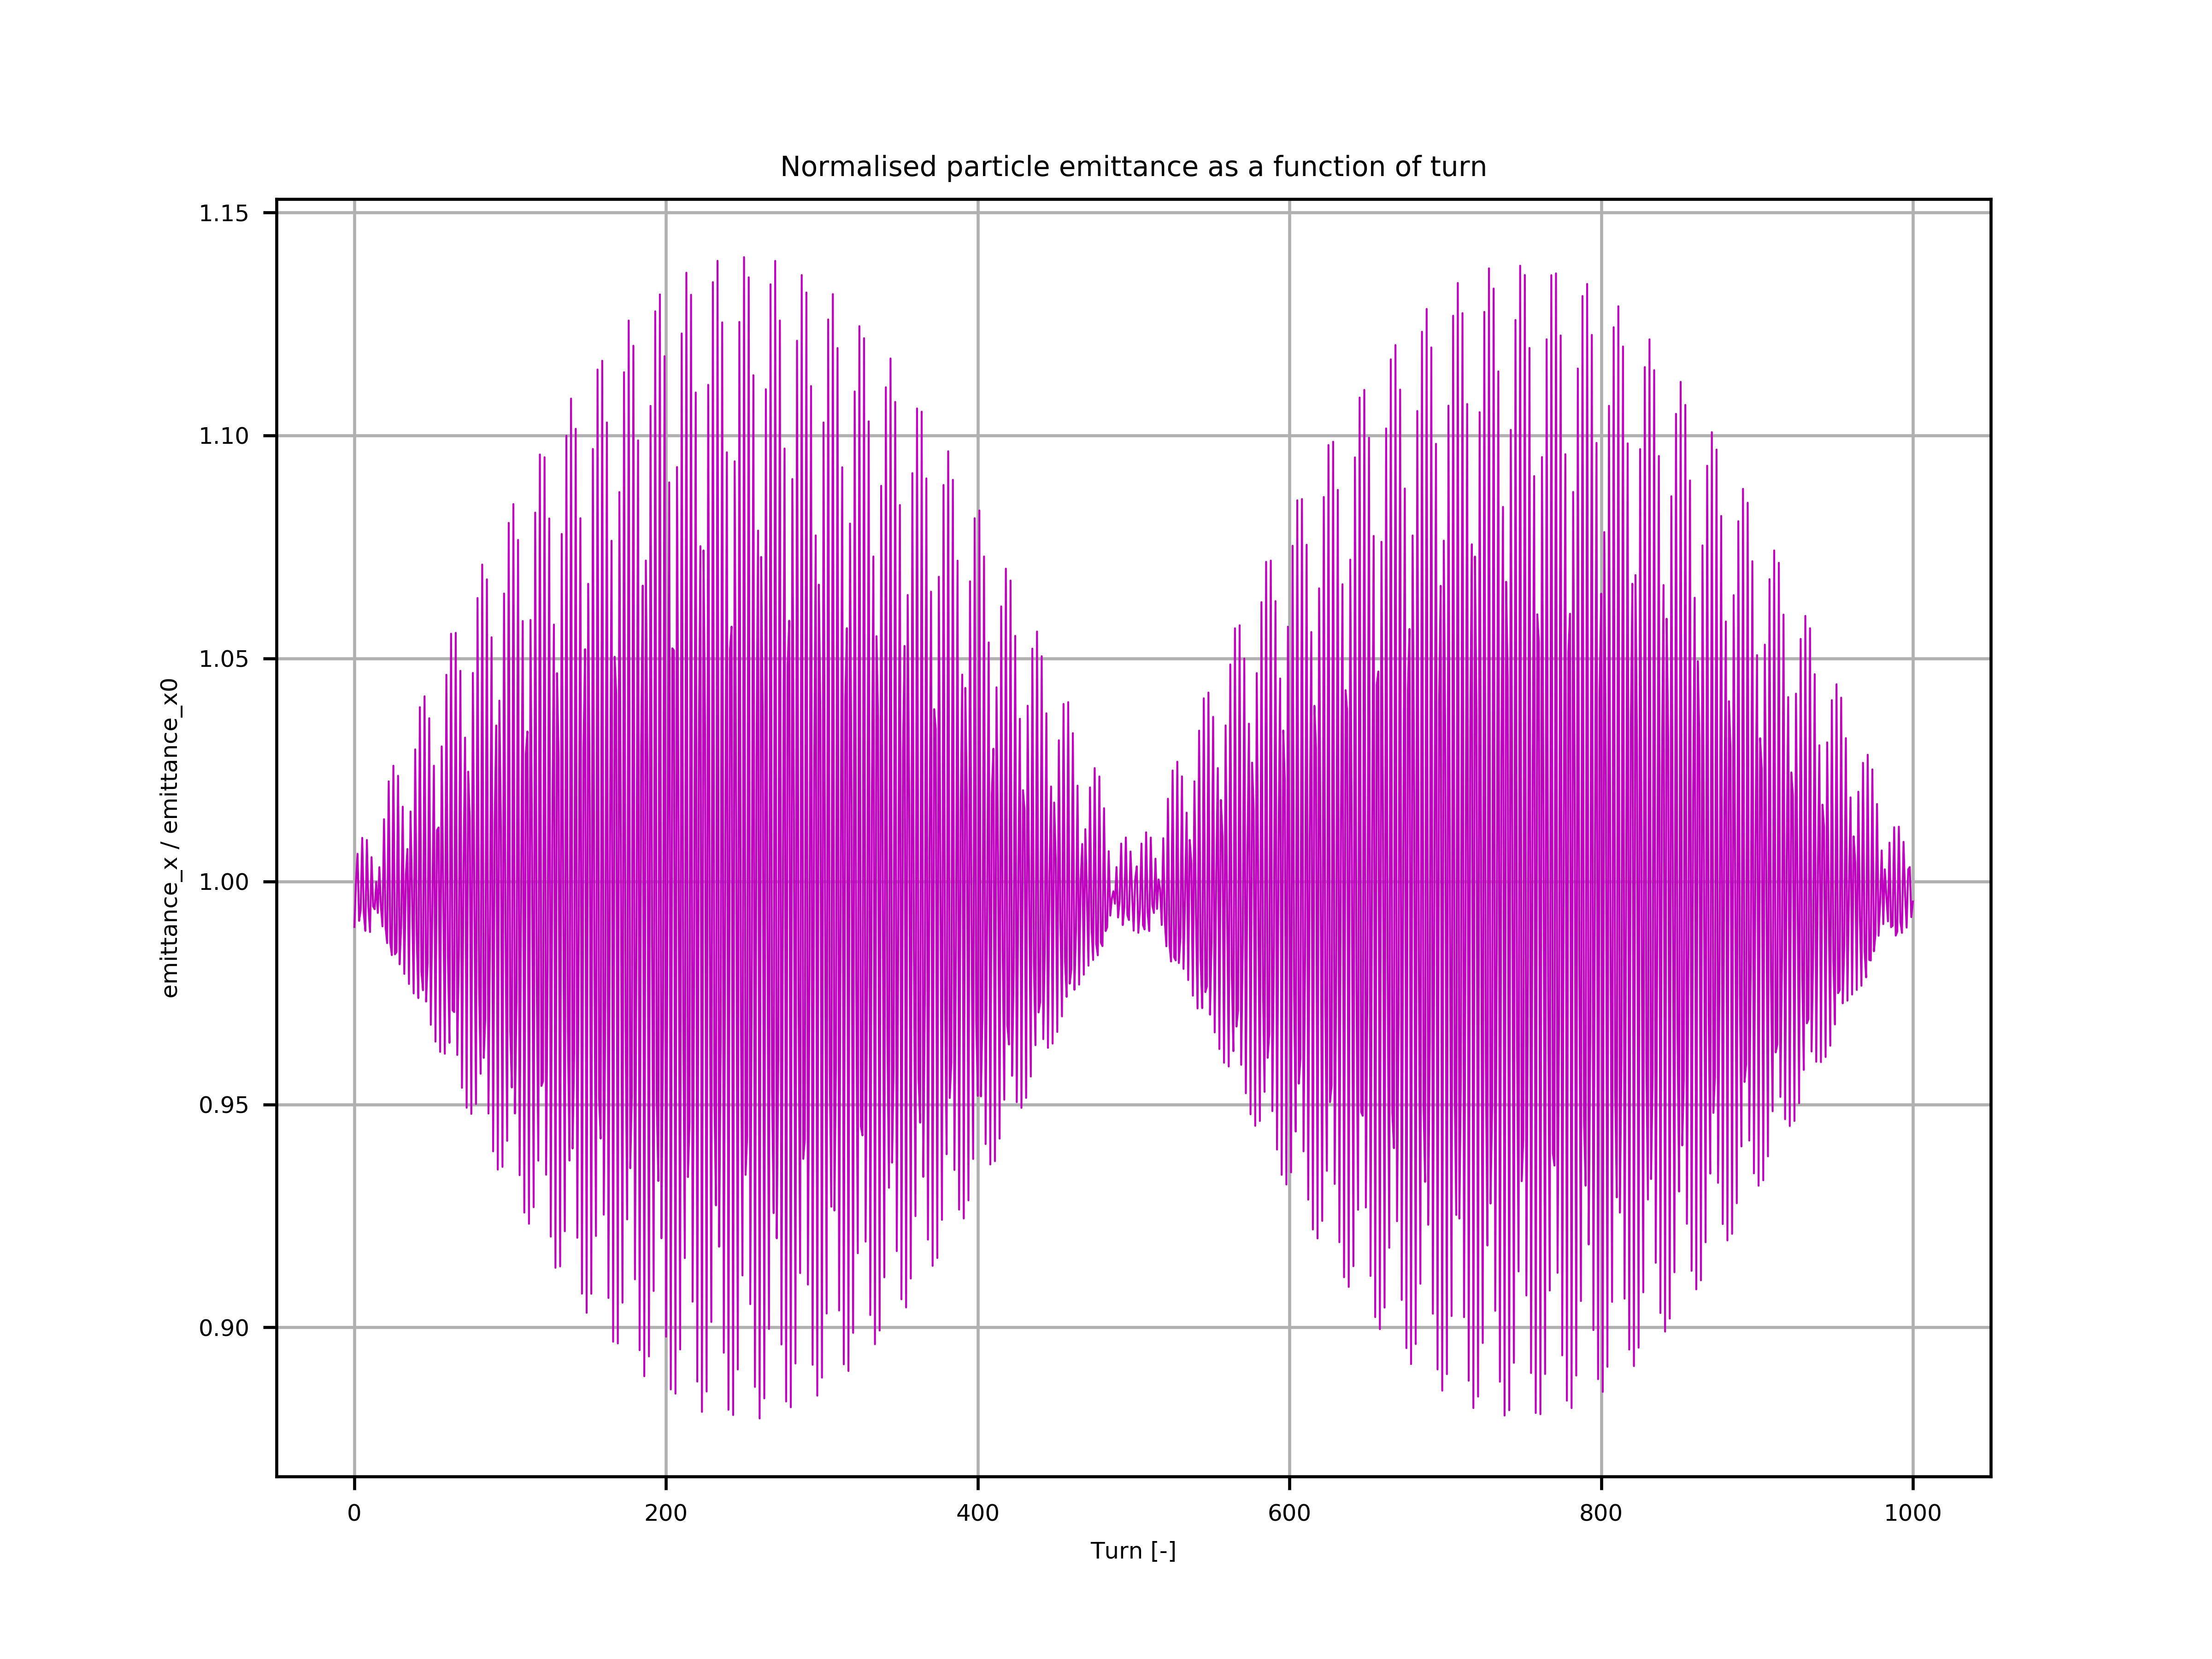 Normalised particle emittance as a function of turn
1.15
1.10
1.05
1.00
0.95
0.90
emittance_x / emittance_x0
0 200 400 600 800 1000
Turn [-]